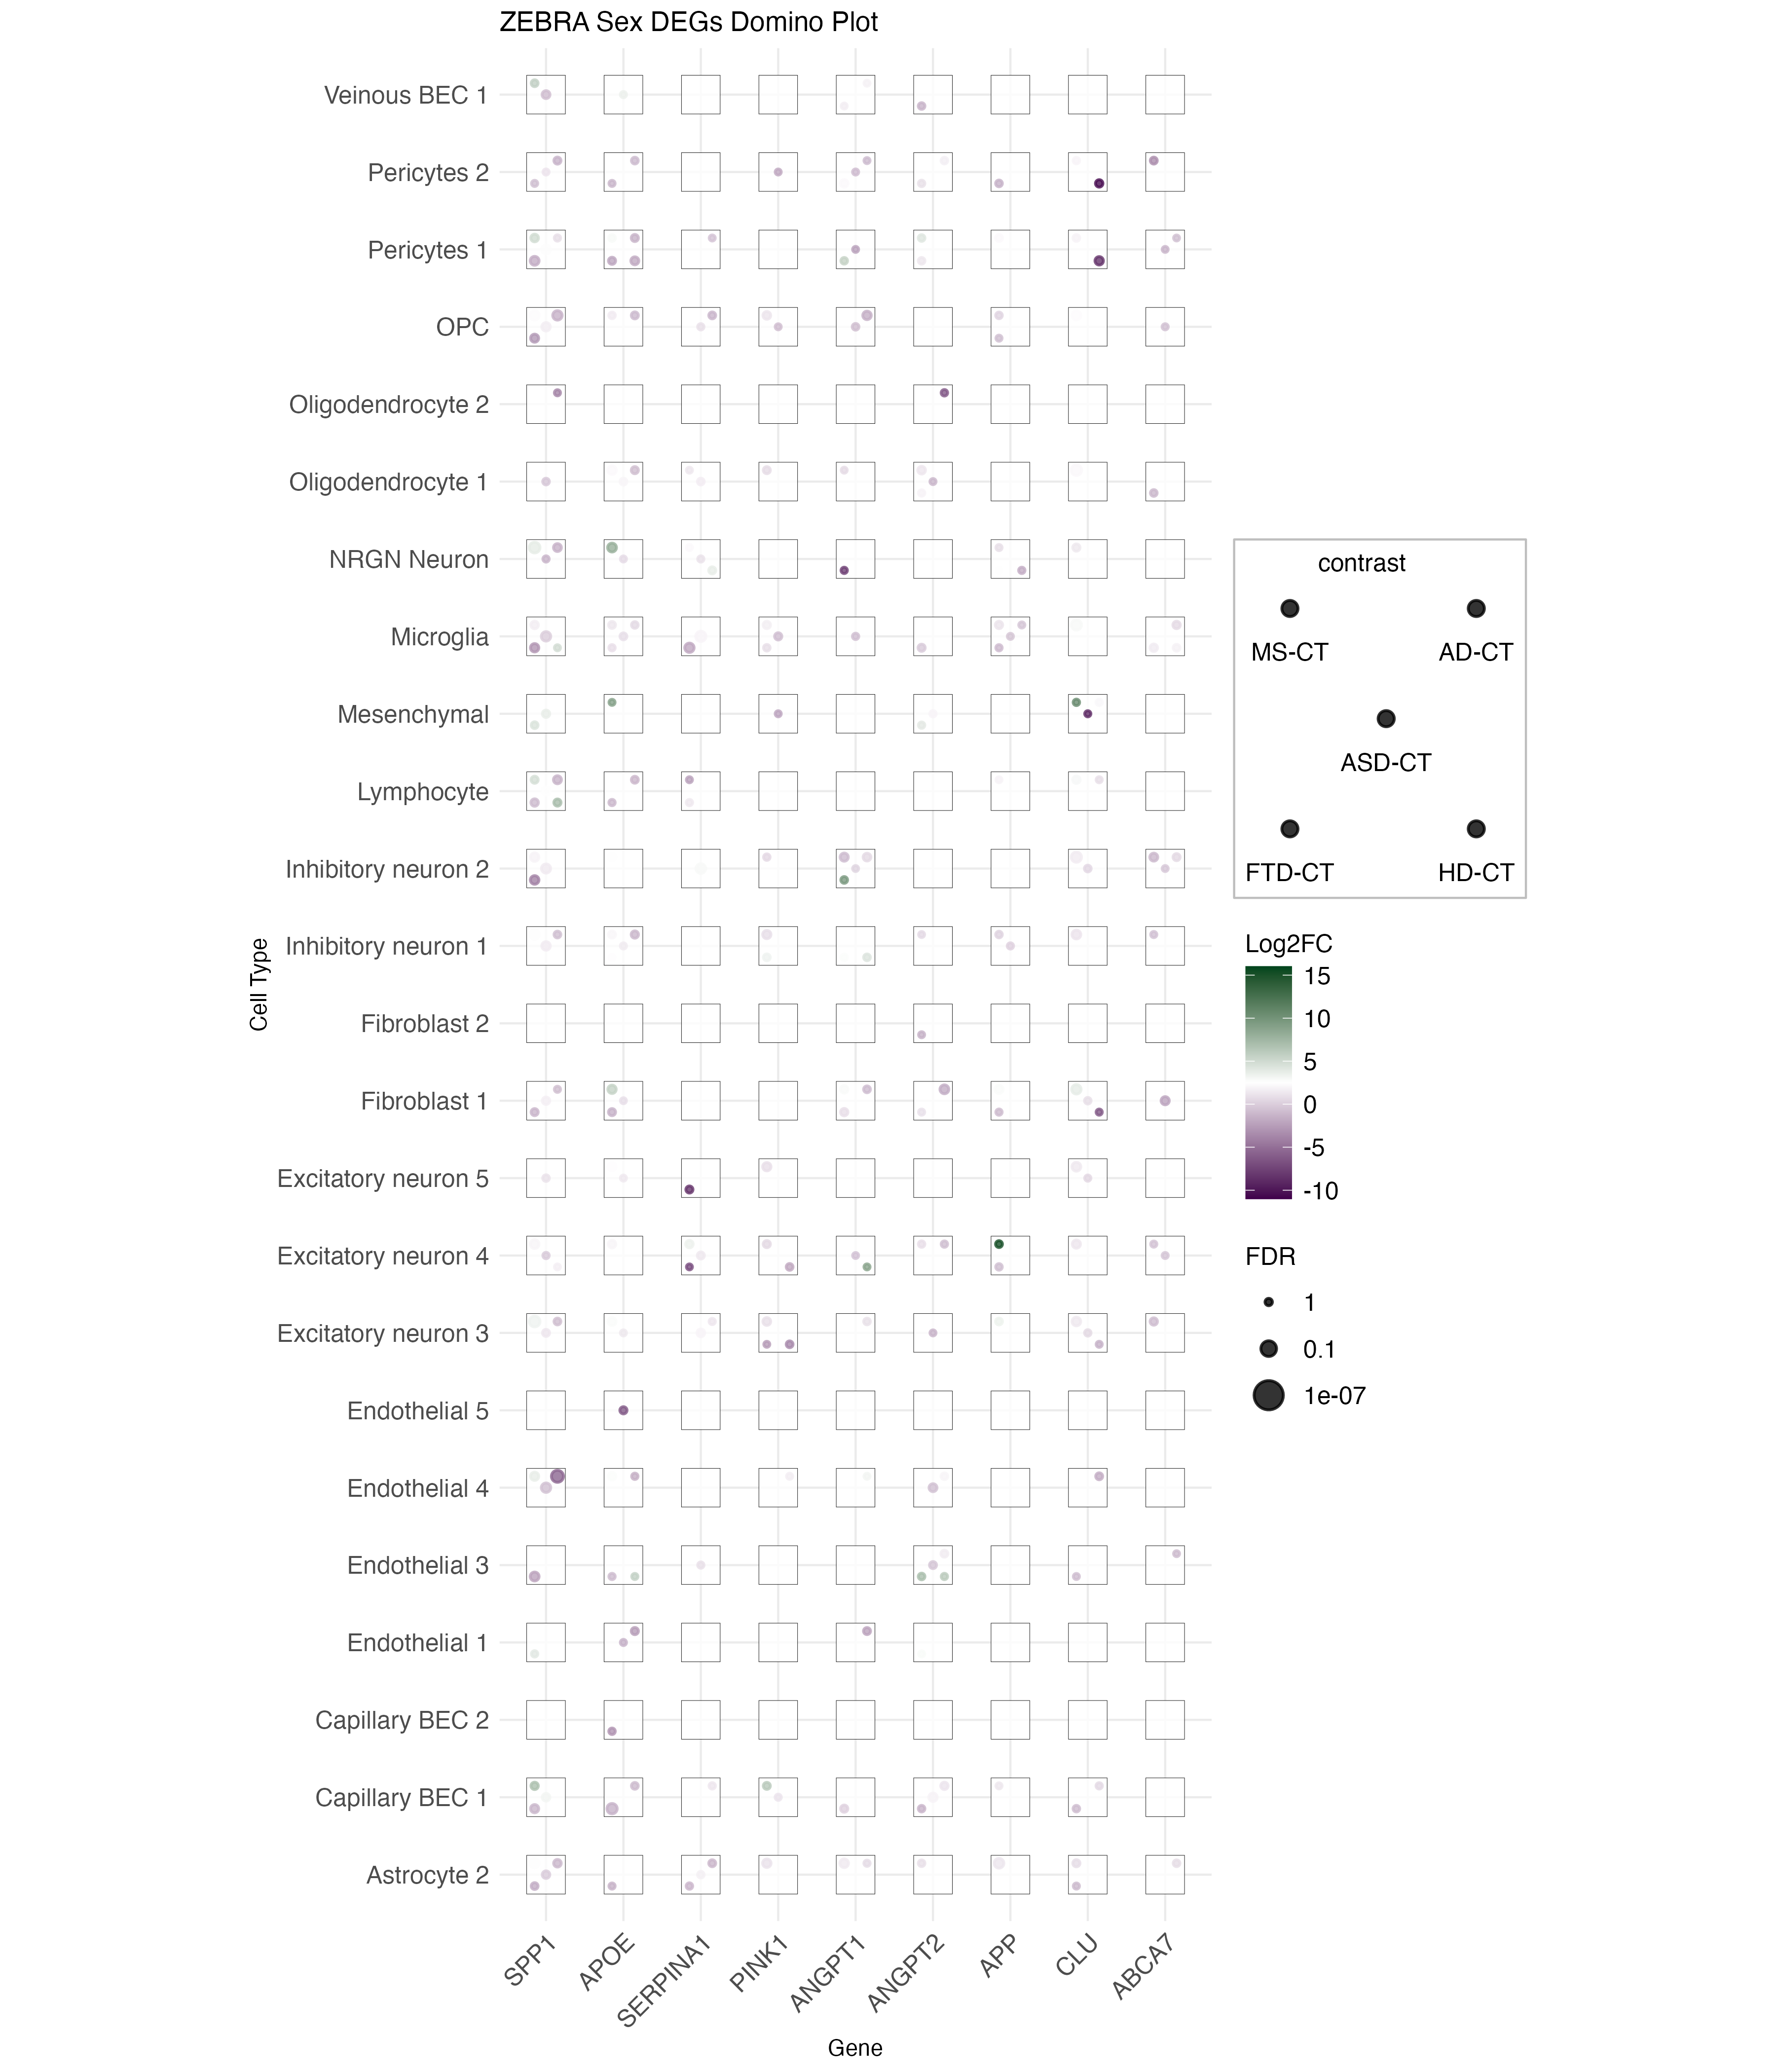 ZEBRA Sex DEGs Domino Plot
Veinous BEC 1
Pericytes 2
Pericytes 1
OPC
Oligodendrocyte 2
Oligodendrocyte 1
NRGN Neuron
Microglia
Mesenchymal
Lymphocyte
Inhibitory neuron 2
Inhibitory neuron 1
Fibroblast 2
Fibroblast 1
Excitatory neuron 5
Excitatory neuron 4
Excitatory neuron 3
Endothelial 5
Endothelial 4
Endothelial 3
Endothelial 1
Capillary BEC 2
Capillary BEC 1
Astrocyte 2
Cell Type
SPP1
APOE
SERPINA1
PINK1
ANGPT1
ANGPT2
APP
CLU
ABCA7
Gene
contrast
MS-CT
AD-CT
ASD-CT
FTD-CT
HD-CT
Log2FC
15
10
5
0
-5
-10
FDR
1
0.1
1e-07